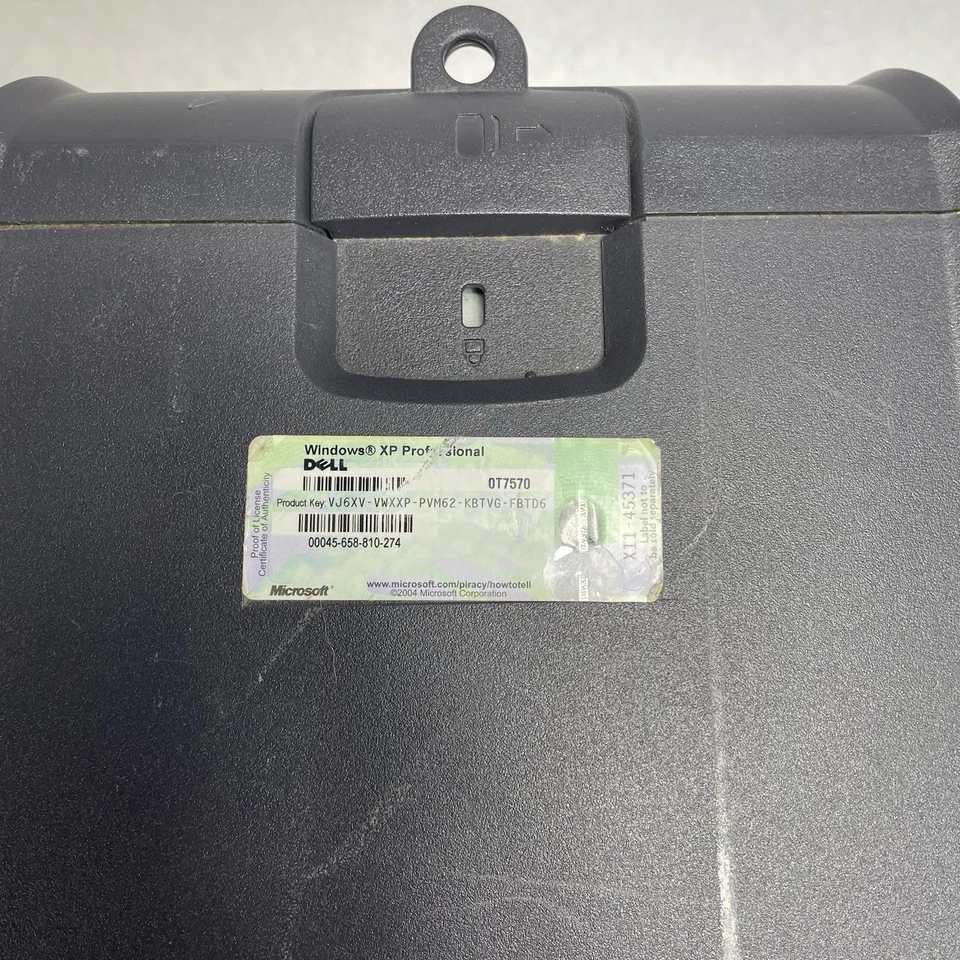 Windows® XP Professional
DELL
0T7570
Product Key: VJ6XV-VWXXP-PVM62-KBTVG-FBTD6
00045-658-810-274
Microsoft®
www.microsoft.com/piracy/howtotell
©2004 Microsoft Corporation
Proof of License
Certificate of Authenticity
X11-45371
Label not to
be sold separately